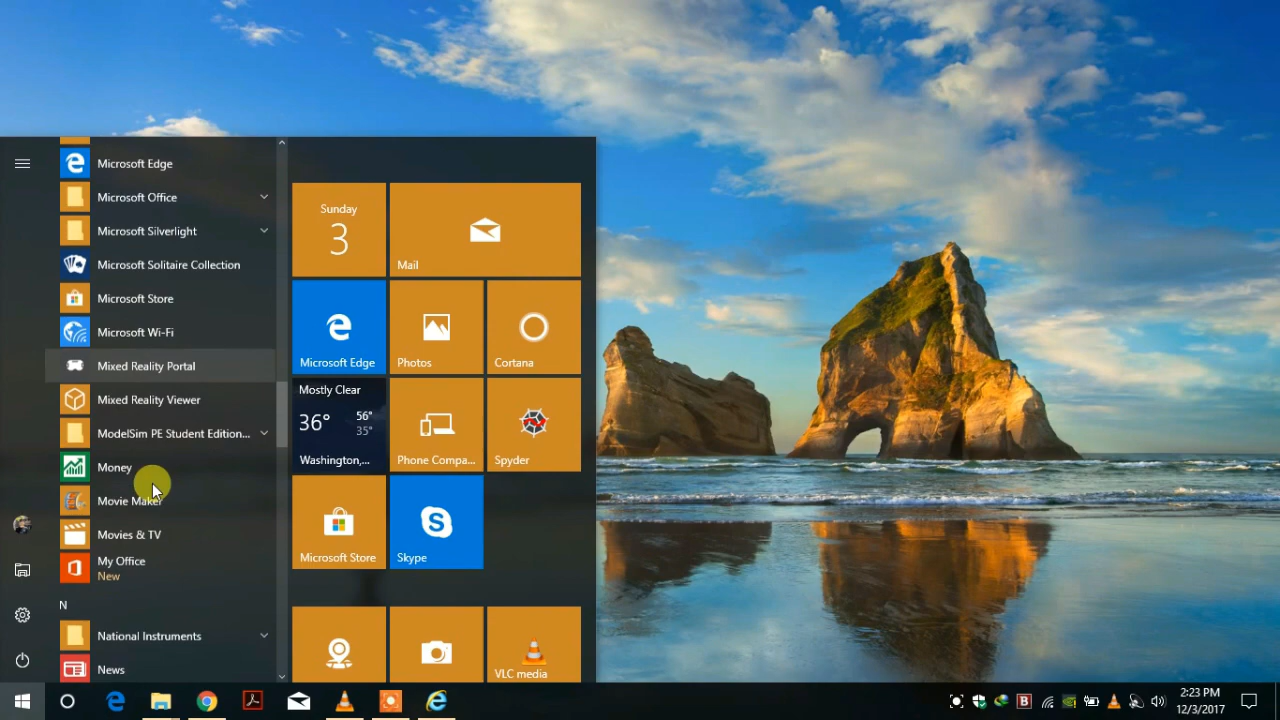 Microsoft Edge
Microsoft Office
Microsoft Silverlight
Microsoft Solitaire Collection
Microsoft Store
Microsoft Wi-Fi
Mixed Reality Portal
Mixed Reality Viewer
ModelSim PE Student Edition...
Money
Movie Maker
Movies & TV
My Office
New
N
National Instruments
News
Sunday
3
Mail
Microsoft Edge
Photos
Cortana
Mostly Clear
36° 56°
35°
Washington,...
Phone Compa...
Spyder
Microsoft Store
Skype
VLC media
2:23 PM
12/3/2017